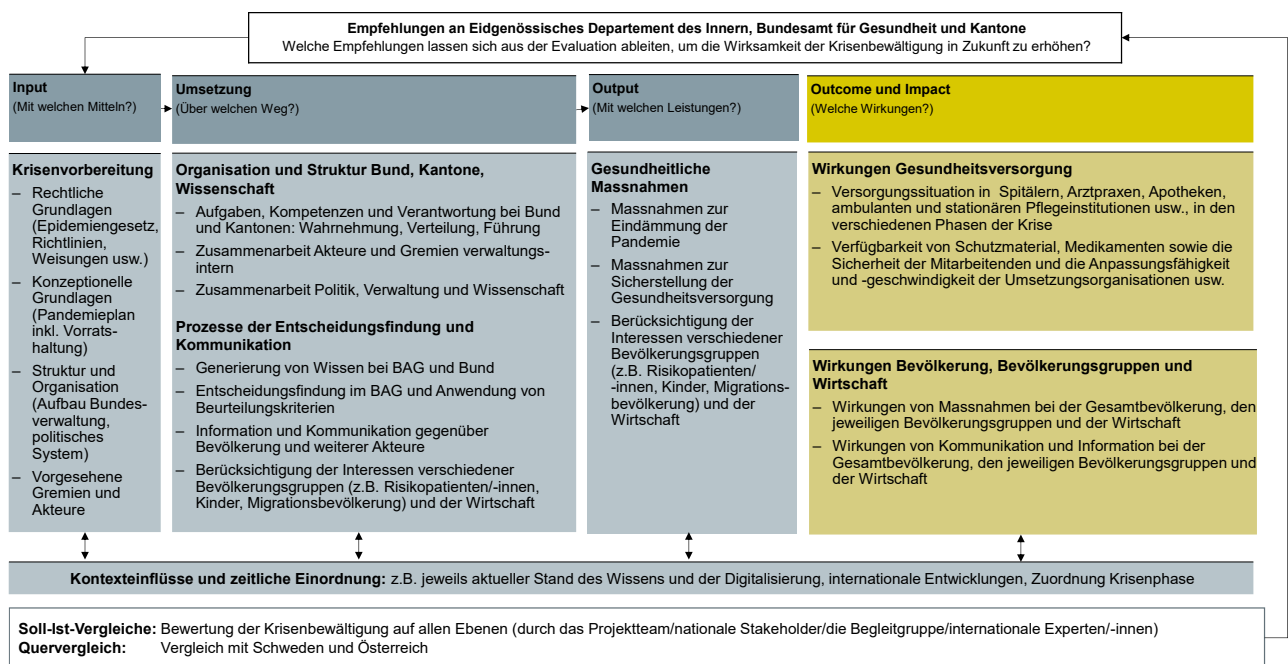 Empfehlungen an Eidgenössisches Departement des Innern, Bundesamt für Gesundheit und Kantone
Welche Empfehlungen lassen sich aus der Evaluation ableiten, um die Wirksamkeit der Krisenbewältigung in Zukunft zu erhöhen?
Input
(Mit welchen Mitteln?)
Umsetzung
(Über welchen Weg?)
Output
(Mit welchen Leistungen?)
Outcome und Impact
(Welche Wirkungen?)
Krisenvorbereitung
– Rechtliche
Grundlagen
(Epidemiengesetz,
Richtlinien,
Weisungen usw.)
– Konzeptionelle
Grundlagen
(Pandemieplan
inkl. Vorrats-
haltung)
– Struktur und
Organisation
(Aufbau Bundes-
verwaltung,
politisches
System)
– Vorgesehene
Gremien und
Akteure
Organisation und Struktur Bund, Kantone,
Wissenschaft
– Aufgaben, Kompetenzen und Verantwortung bei Bund
und Kantonen: Wahrnehmung, Verteilung, Führung
– Zusammenarbeit Akteure und Gremien verwaltungs-
intern
– Zusammenarbeit Politik, Verwaltung und Wissenschaft
Prozesse der Entscheidungsfindung und
Kommunikation
– Generierung von Wissen bei BAG und Bund
– Entscheidungsfindung im BAG und Anwendung von
Beurteilungskriterien
– Information und Kommunikation gegenüber
Bevölkerung und weiterer Akteure
– Berücksichtigung der Interessen verschiedener
Bevölkerungsgruppen (z.B. Risikopatienten/-innen,
Kinder, Migrationsbevölkerung) und der Wirtschaft
Gesundheitliche
Massnahmen
– Massnahmen zur
Eindämmung der
Pandemie
– Massnahmen zur
Sicherstellung der
Gesundheitsversorgung
– Berücksichtigung der
Interessen verschiedener
Bevölkerungsgruppen
(z.B. Risikopatienten/
-innen, Kinder, Migrations-
bevölkerung) und der
Wirtschaft
Wirkungen Gesundheitsversorgung
– Versorgungssituation in Spitälern, Arztpraxen, Apotheken,
ambulanten und stationären Pflegeinstitutionen usw., in den
verschiedenen Phasen der Krise
– Verfügbarkeit von Schutzmaterial, Medikamenten sowie die
Sicherheit der Mitarbeitenden und die Anpassungsfähigkeit
und -geschwindigkeit der Umsetzungsorganisationen usw.
Wirkungen Bevölkerung, Bevölkerungsgruppen und
Wirtschaft
– Wirkungen von Massnahmen bei der Gesamtbevölkerung, den
jeweiligen Bevölkerungsgruppen und der Wirtschaft
– Wirkungen von Kommunikation und Information bei der
Gesamtbevölkerung, den jeweiligen Bevölkerungsgruppen und
der Wirtschaft
Kontexteinflüsse und zeitliche Einordnung: z.B. jeweils aktueller Stand des Wissens und der Digitalisierung, internationale Entwicklungen, Zuordnung Krisenphase
Soll-Ist-Vergleiche: Bewertung der Krisenbewältigung auf allen Ebenen (durch das Projektteam/nationale Stakeholder/die Begleitgruppe/internationale Experten/-innen)
Quervergleich: Vergleich mit Schweden und Österreich